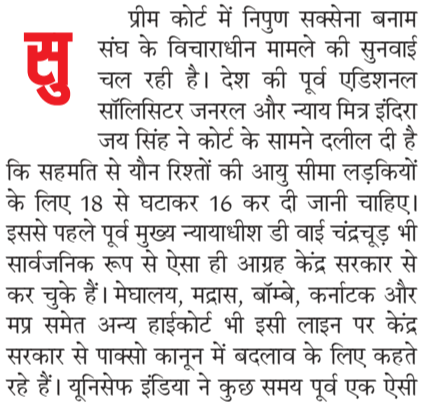 सुप्रीम कोर्ट में निपुण सक्सेना बनाम
संघ के विचाराधीन मामले की सुनवाई
चल रही है। देश की पूर्व एडिशनल
सॉलिसिटर जनरल और न्याय मित्र इंदिरा
जय सिंह ने कोर्ट के सामने दलील दी है
कि सहमति से यौन रिश्तों की आयु सीमा लड़कियों
के लिए 18 से घटाकर 16 कर दी जानी चाहिए।
इससे पहले पूर्व मुख्य न्यायाधीश डी वाई चंद्रचूड़ भी
सार्वजनिक रूप से ऐसा ही आग्रह केंद्र सरकार से
कर चुके हैं। मेघालय, मद्रास, बॉम्बे, कर्नाटक और
मप्र समेत अन्य हाईकोर्ट भी इसी लाइन पर केंद्र
सरकार से पाक्सो कानून में बदलाव के लिए कहते
रहे हैं। यूनिसेफ इंडिया ने कुछ समय पूर्व एक ऐसी